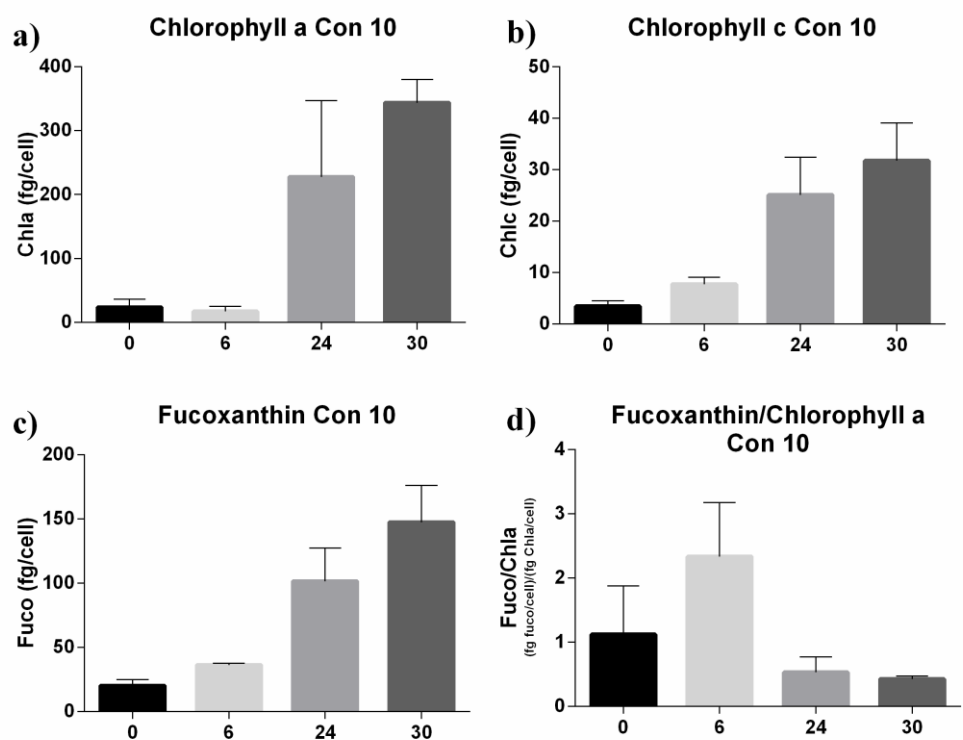 a)
Chlorophyll a Con 10
Chla (fg/cell)
400
300
200
100
0
0 6 24 30
b)
Chlorophyll c Con 10
Chlc (fg/cell)
50
40
30
20
10
0
0 6 24 30
c)
Fucoxanthin Con 10
Fuco (fg/cell)
200
150
100
50
0
0 6 24 30
d)
Fucoxanthin/Chlorophyll a
Con 10
Fuco/Chla
(fg fuco/cell)/(fg Chla/cell)
4
3
2
1
0
0 6 24 30